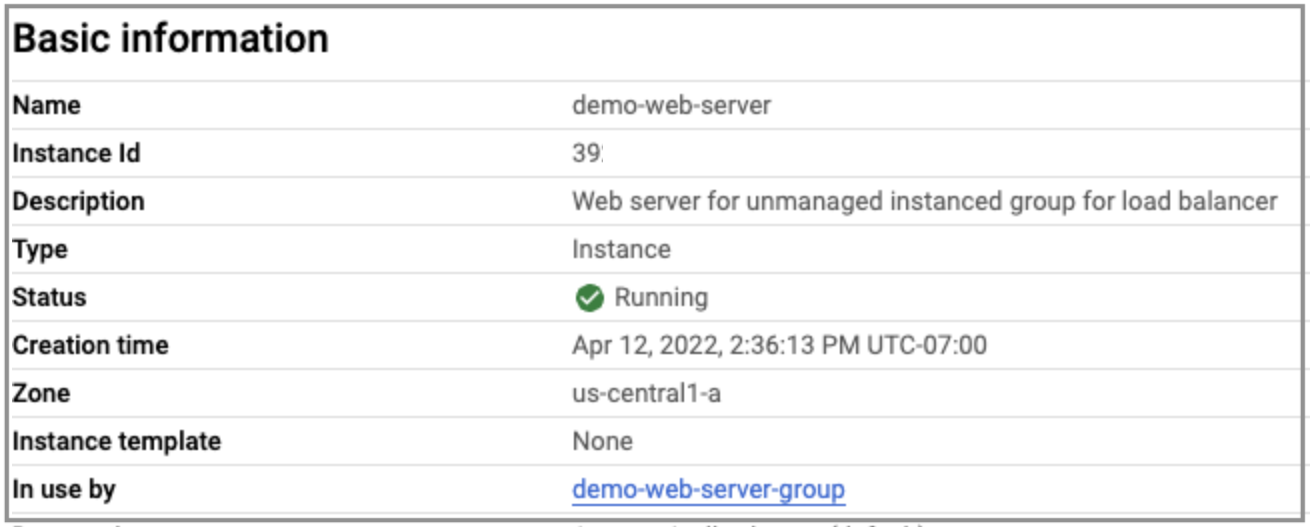 Basic information
Name demo-web-server
Instance Id 39
Description Web server for unmanaged instanced group for load balancer
Type Instance
Status Running
Creation time Apr 12, 2022, 2:36:13 PM UTC-07:00
Zone us-central1-a
Instance template None
In use by demo-web-server-group